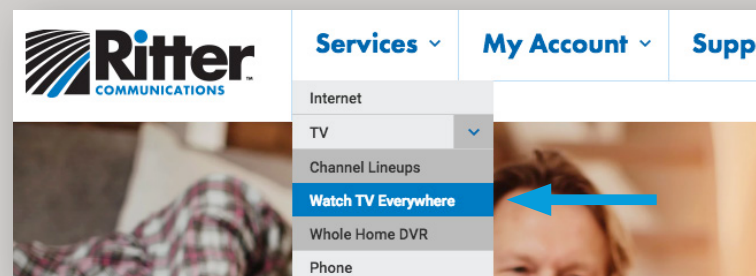 Ritter
COMMUNICATIONS
Services
My Account
Supp
Internet
TV
Channel Lineups
Watch TV Everywhere
Whole Home DVR
Phone